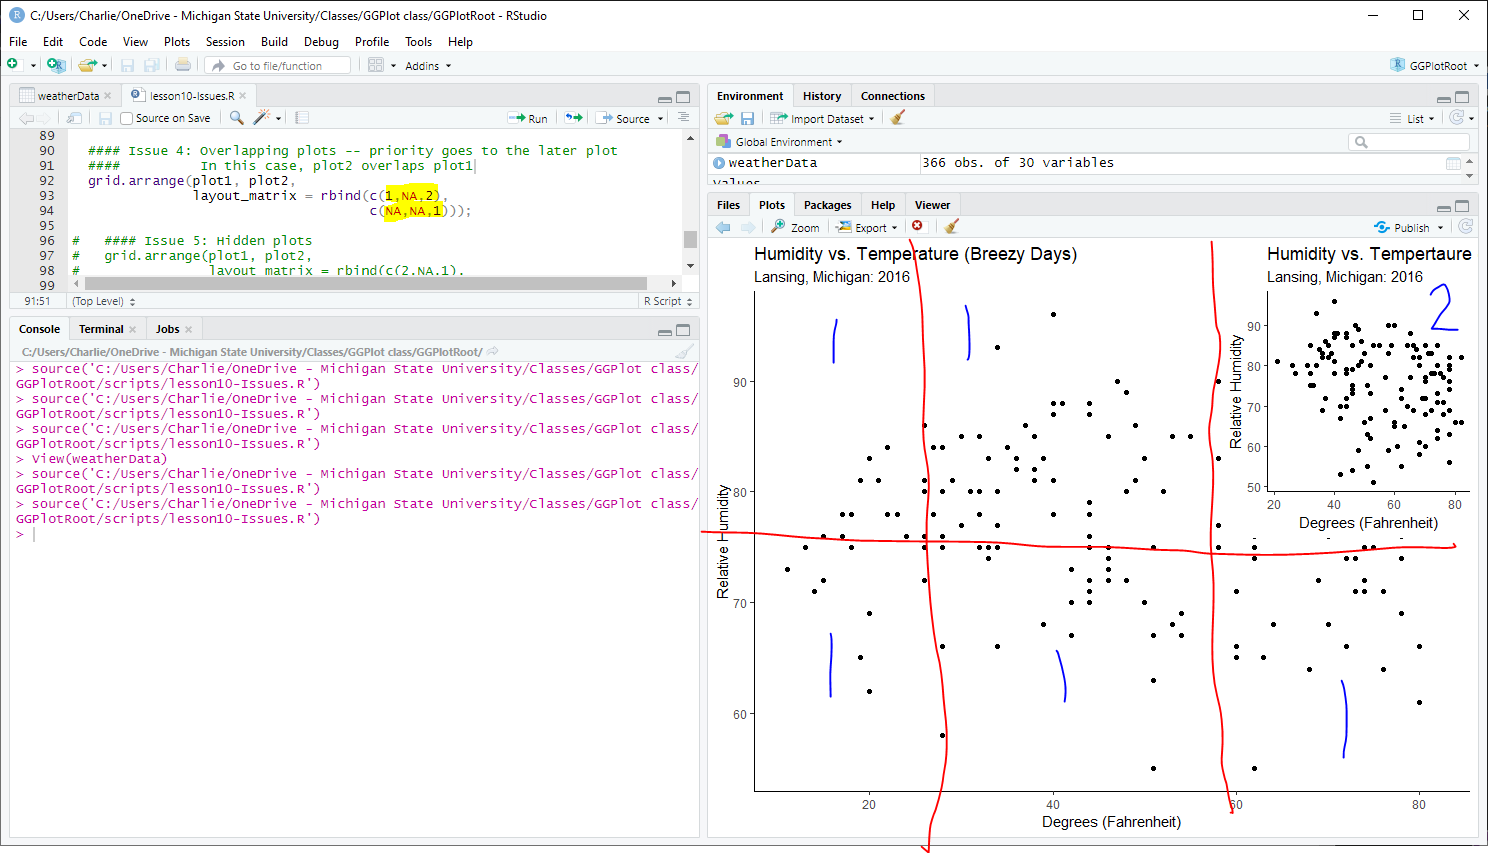 C:/Users/Charlie/OneDrive - Michigan State University/Classes/GGPlot class/GGPlotRoot - RStudio
File Edit Code View Plots Session Build Debug Profile Tools Help
Go to file/function Addins GGPlotRoot
weatherData lesson10-Issues.R
Source on Save Run Source
89
90 #### Issue 4: Overlapping plots -- priority goes to the later plot
91 #### In this case, plot2 overlaps plot1
92 grid.arrange(plot1, plot2,
93 layout_matrix = rbind(c(1,NA,2),
94 c(NA,NA,1)));
95
96 # #### Issue 5: Hidden plots
97 # grid.arrange(plot1, plot2,
98 # layout matrix = rbind(c(2,NA,1),
99
91:51 (Top Level) R Script
Console Terminal Jobs
C:/Users/Charlie/OneDrive - Michigan State University/Classes/GGPlot class/GGPlotRoot/
> source('C:/Users/Charlie/OneDrive - Michigan State University/Classes/GGPlot class/
GGPlotRoot/scripts/lesson10-Issues.R')
> source('C:/Users/Charlie/OneDrive - Michigan State University/Classes/GGPlot class/
GGPlotRoot/scripts/lesson10-Issues.R')
> source('C:/Users/Charlie/OneDrive - Michigan State University/Classes/GGPlot class/
GGPlotRoot/scripts/lesson10-Issues.R')
> View(weatherData)
> source('C:/Users/Charlie/OneDrive - Michigan State University/Classes/GGPlot class/
GGPlotRoot/scripts/lesson10-Issues.R')
> source('C:/Users/Charlie/OneDrive - Michigan State University/Classes/GGPlot class/
GGPlotRoot/scripts/lesson10-Issues.R')
>
Environment History Connections
Import Dataset List
Global Environment
weatherData 366 obs. of 30 variables
values
Files Plots Packages Help Viewer
Zoom Export Publish
Humidity vs. Temperature (Breezy Days)
Lansing, Michigan: 2016
Relative Humidity
90
80
70
60
20 40 60 80
Degrees (Fahrenheit)
1 1
1 1 1
Humidity vs. Tempertaure
Lansing, Michigan: 2016
2
Relative Humidity
90
80
70
60
50
20 40 60 80
Degrees (Fahrenheit)